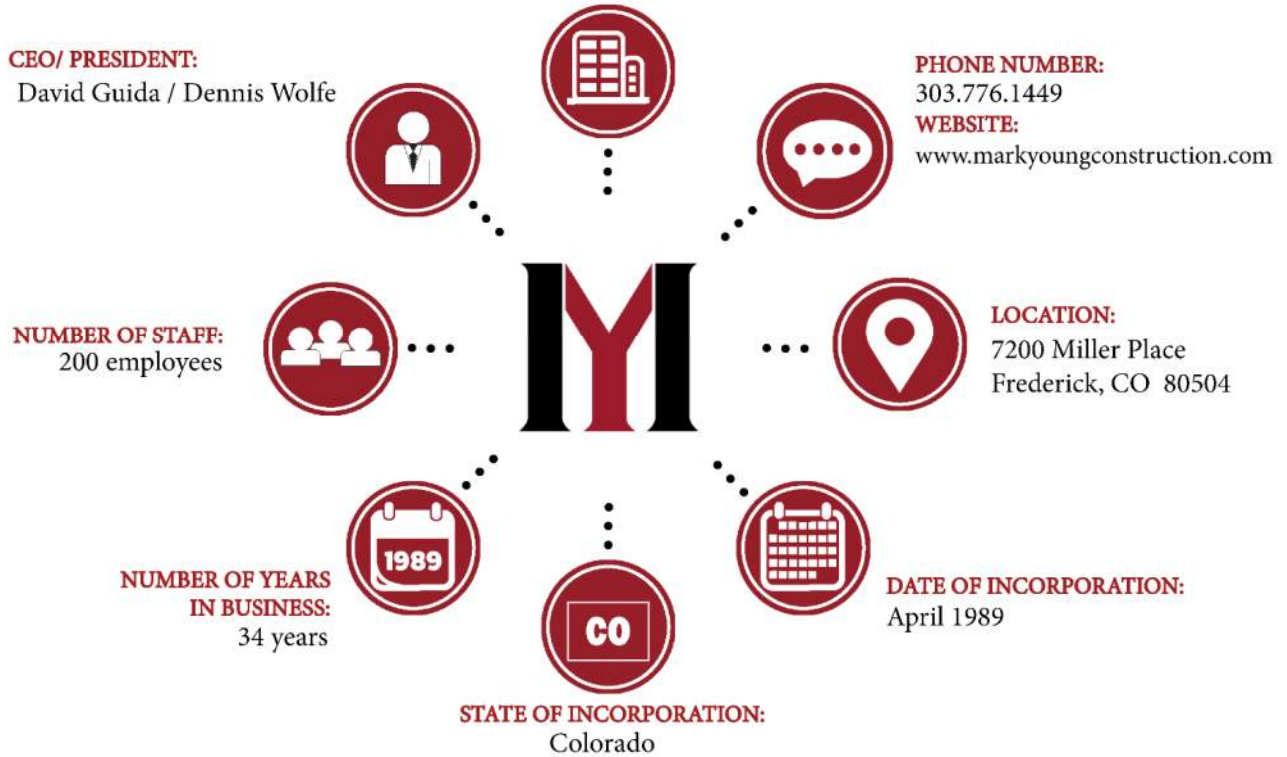 CEO/ PRESIDENT:
David Guida / Dennis Wolfe
PHONE NUMBER:
303.776.1449
WEBSITE:
www.markyoungconstruction.com
NUMBER OF STAFF:
200 employees
MYI
LOCATION:
7200 Miller Place
Frederick, CO 80504
1989
NUMBER OF YEARS
IN BUSINESS:
34 years
CO
STATE OF INCORPORATION:
Colorado
DATE OF INCORPORATION:
April 1989